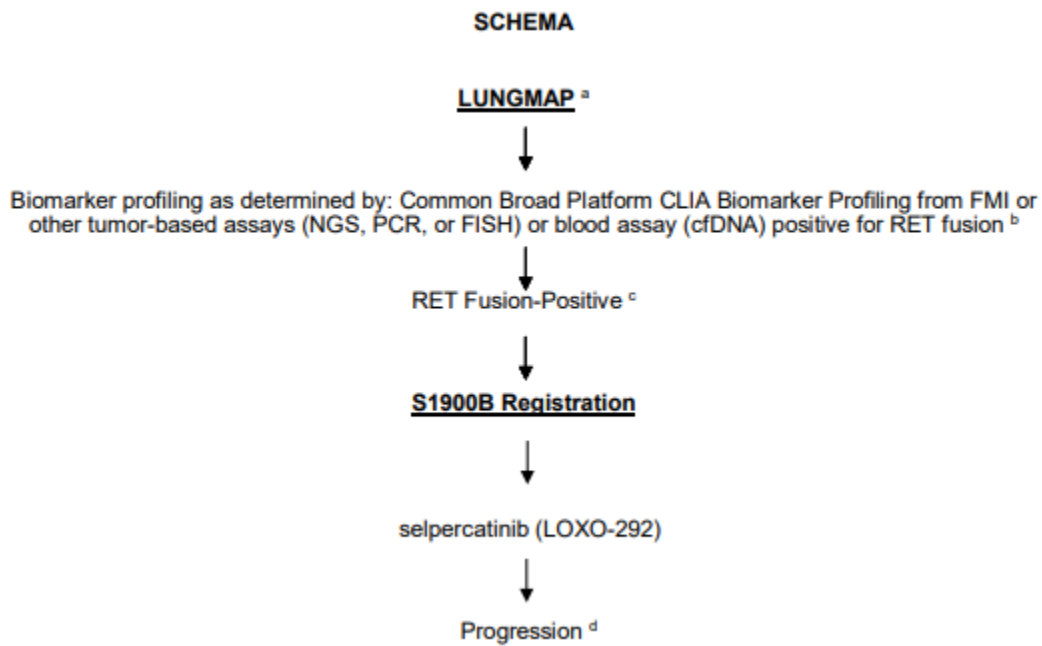 SCHEMA
LUNGMAP a
Biomarker profiling as determined by: Common Broad Platform CLIA Biomarker Profiling from FMI or
other tumor-based assays (NGS, PCR, or FISH) or blood assay (cfDNA) positive for RET fusion b
RET Fusion-Positive c
S1900B Registration
selpercatinib (LOXO-292)
Progression d